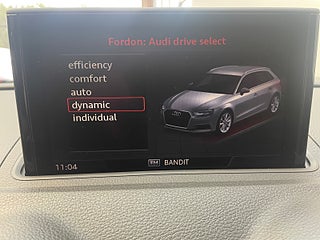 Fordon: Audi drive select
efficiency
comfort
auto
dynamic
individual
11:04
BANDIT